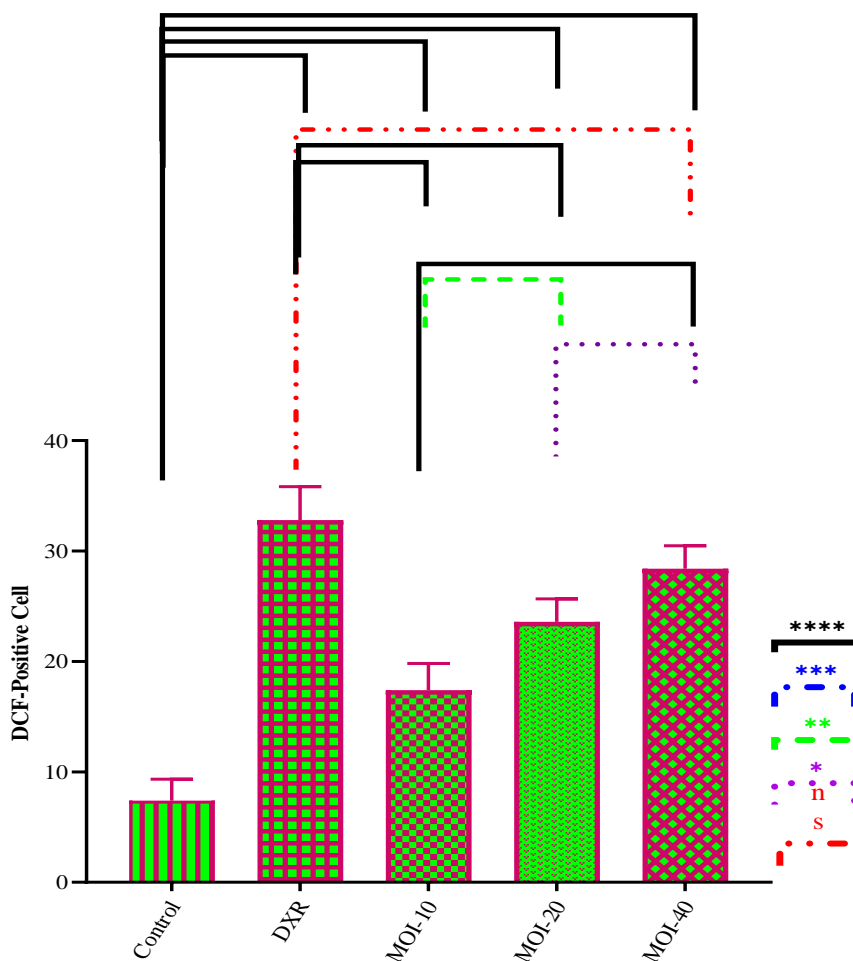 40
30
20
10
0
DCF-Positive Cell
Control
DXR
MOI-10
MOI-20
MOI-40
****
***
**
*
n
s